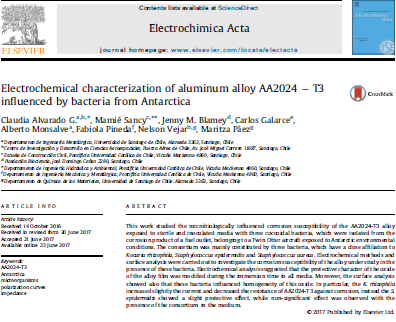 Contents lists available at ScienceDirect
Electrochimica Acta
journal homepage: www.elsevier.com/locate/electacta
ELSEVIER
Electrochemical characterization of aluminum alloy AA2024 − T3
influenced by bacteria from Antarctica
CrossMark
Claudia Alvarado G.a,b,*, Mamié Sancy c,**, Jenny M. Blamey d, Carlos Galarce e,
Alberto Monsalve a, Fabiola Pineda f, Nelson Vejar b,g, Maritza Páez g
a Departamento de Ingeniería Metalúrgica, Universidad de Santiago de Chile, Alameda 3363, Santiago, Chile
b Centro de Investigación y Desarrollo en Ciencias Aeroespaciales, Fuerza Aérea de Chile, Av. José Miguel Carrera 11087, Santiago, Chile
c Escuela de Construcción Civil, Pontificia Universidad Católica de Chile, Vicuña Mackenna 4860, Santiago, Chile
d Fundación Biociencia, José Domingo Cañas 2280, Santiago, Chile
e Departamento de Ingeniería Hidráulica y Ambiental, Pontificia Universidad Católica de Chile, Vicuña Mackenna 4860, Santiago, Chile
f Departamento de Ingeniería Mecánica y Metalúrgica, Pontificia Universidad Católica de Chile, Vicuña Mackenna 4860, Santiago, Chile
g Departamento de Química de los Materiales, Universidad de Santiago de Chile, Alameda 3363, Santiago, Chile
ARTICLE INFO
Article history:
Received 14 October 2016
Received in revised form 20 June 2017
Accepted 21 June 2017
Available online 23 June 2017
Keywords:
AA2024-T3
Antarctica
microorganisms
polarization curves
impedance
ABSTRACT
This work studied the microbiologically influenced corrosion susceptibility of the AA2024-T3 alloy
exposed to sterile and inoculated media with three coccoidal bacteria, which were isolated from the
corrosion product of a fuel outlet, belonging to a Twin Otter aircraft exposed to Antarctic environmental
conditions. The consortium was mainly constituted by three bacteria, which have a close affiliation to
Kocuria rhizophila, Staphylococcus epidermidis and Staphylococcus aureus. Electrochemical methods and
surface analysis were carried out to investigate the corrosion susceptibility of the alloy under study in the
presence of these bacteria. Electrochemical analysis suggested that the protective character of the oxide
of the alloy film was modified during the immersion time in all media. Moreover, the surface analysis
showed also that these bacteria influenced homogeneity of this oxide. In particular, the K. rhizophila
increased slightly the current and decreased the resistance of AA2024-T3 against corrosion, instead the S.
epidermidis showed a slight protective effect, while non-significant effect was observed with the
presence of the consortium in the medium.
© 2017 Published by Elsevier Ltd.